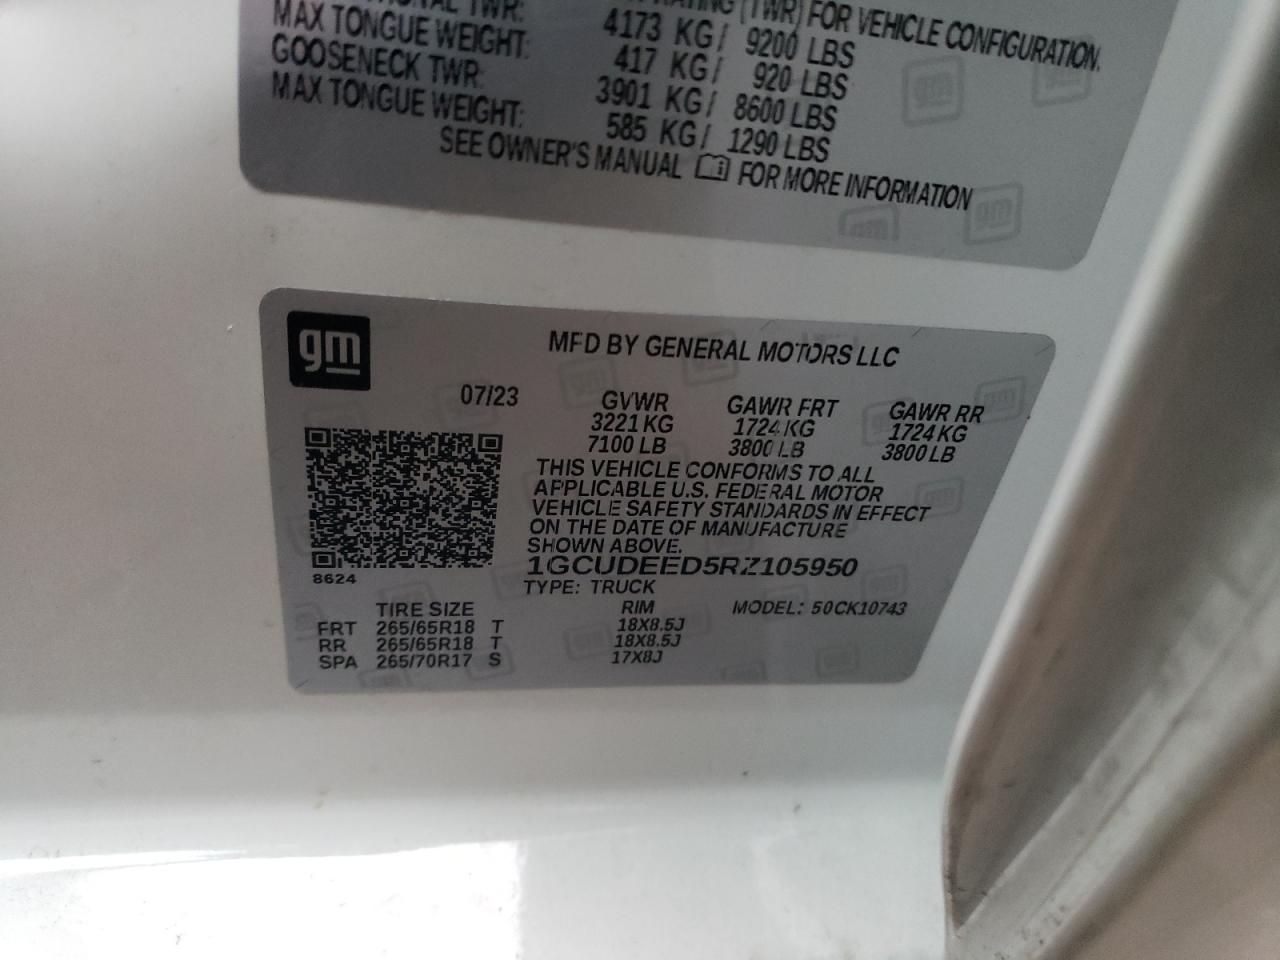 TWR:
RATING (TWR) FOR VEHICLE CONFIGURATION.
4173 KG/ 9200 LBS
MAX TONGUE WEIGHT: 417 KG/ 920 LBS
GOOSENECK TWR: 3901 KG/ 8600 LBS
MAX TONGUE WEIGHT: 585 KG/ 1290 LBS
SEE OWNER'S MANUAL FOR MORE INFORMATION
gm
gm
gm
gm
MFD BY GENERAL MOTORS LLC
07/23 GVWR GAWR FRT GAWR RR
3221 KG 1724 KG 1724 KG
7100 LB 3800 LB 3800 LB
THIS VEHICLE CONFORMS TO ALL
APPLICABLE U.S. FEDERAL MOTOR
VEHICLE SAFETY STANDARDS IN EFFECT
ON THE DATE OF MANUFACTURE
SHOWN ABOVE.
8624
1GCUDEED5RZ105950
TYPE: TRUCK
TIRE SIZE RIM MODEL: 50CK10743
FRT 265/65R18 T 18X8.5J
RR 265/65R18 T 18X8.5J
SPA 265/70R17 S 17X8J